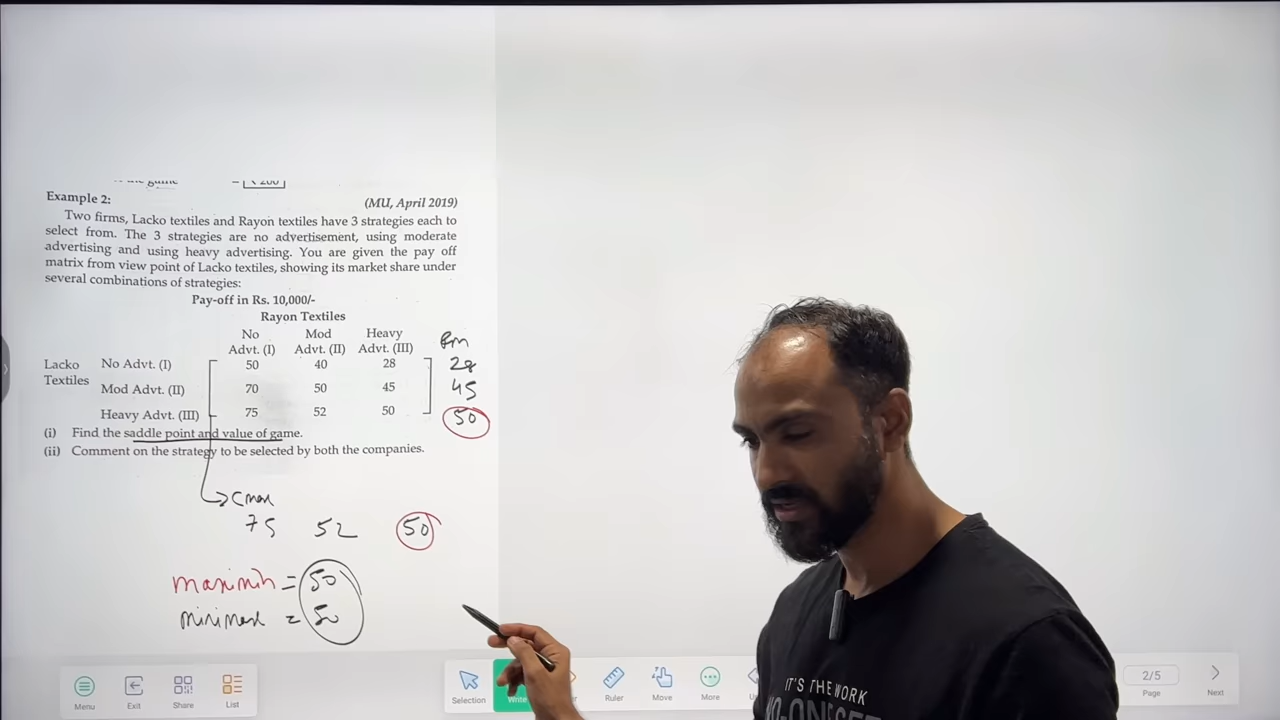 Example 2:
(MU, April 2019)
Two firms, Lacko textiles and Rayon textiles have 3 strategies each to
select from. The 3 strategies are no advertisement, using moderate
advertising and using heavy advertising. You are given the pay off
matrix from view point of Lacko textiles, showing its market share under
several combinations of strategies:
Pay-off in Rs. 10,000/-
Rayon Textiles
No Mod Heavy
Advt. (I) Advt. (II) Advt. (III)
Lacko No Advt. (I) 50 40 28 28
Textiles Mod Advt. (II) 70 50 45 45
Heavy Advt. (III) 75 52 50 50
(i) Find the saddle point and value of game.
(ii) Comment on the strategy to be selected by both the companies.
Cmax
75 52 50
maximin = 50
minimax = 50
Menu Exit Share List Selection Write Ruler Move More
2/5
Page Next
IT'S THE WORK